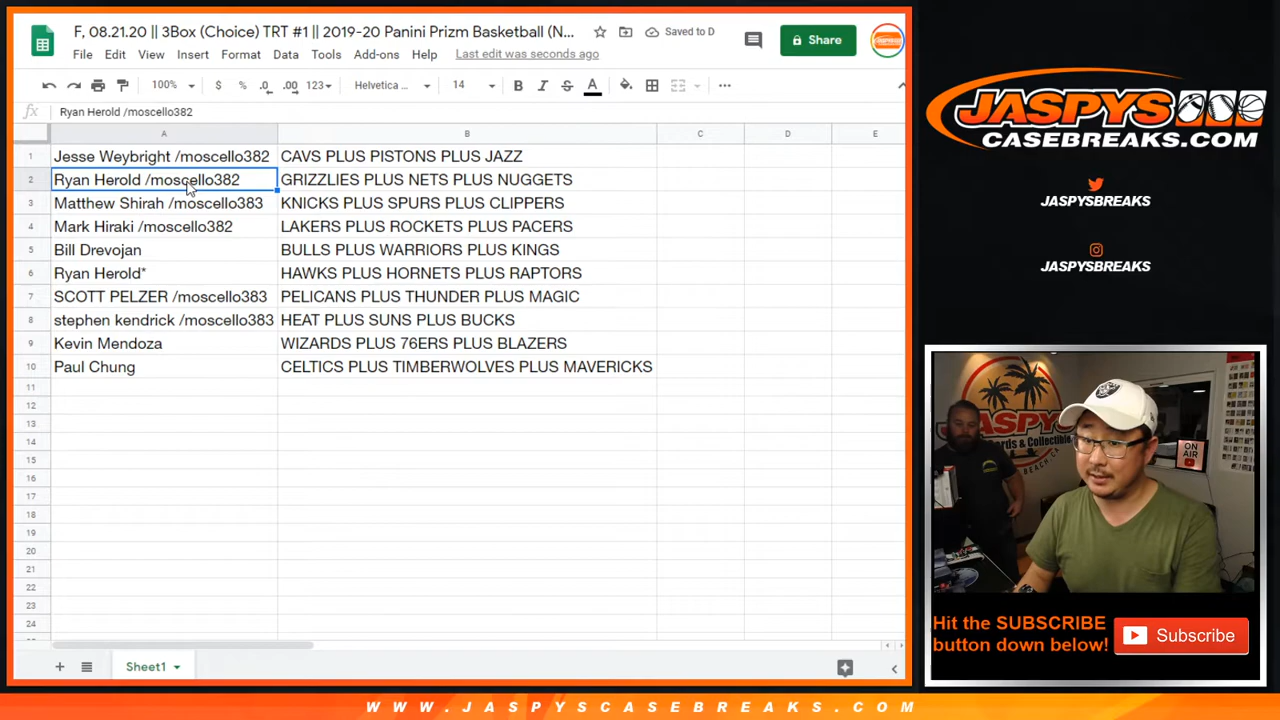 F, 08.21.20 || 3Box (Choice) TRT #1 || 2019-20 Panini Prizm Basketball (N... Saved to D
File Edit View Insert Format Data Tools Add-ons Help Last edit was seconds ago
Share
100% $ % .0 .00 123 Helvetica ... 14 B I S A ...
fx Ryan Herold /moscello382
A B C D E
1 Jesse Weybright /moscello382 CAVS PLUS PISTONS PLUS JAZZ
2 Ryan Herold /moscello382 GRIZZLIES PLUS NETS PLUS NUGGETS
3 Matthew Shirah /moscello383 KNICKS PLUS SPURS PLUS CLIPPERS
4 Mark Hiraki /moscello382 LAKERS PLUS ROCKETS PLUS PACERS
5 Bill Drevojan BULLS PLUS WARRIORS PLUS KINGS
6 Ryan Herold* HAWKS PLUS HORNETS PLUS RAPTORS
7 SCOTT PELZER /moscello383 PELICANS PLUS THUNDER PLUS MAGIC
8 stephen kendrick /moscello383 HEAT PLUS SUNS PLUS BUCKS
9 Kevin Mendoza WIZARDS PLUS 76ERS PLUS BLAZERS
10 Paul Chung CELTICS PLUS TIMBERWOLVES PLUS MAVERICKS
11
12
13
14
15
16
17
18
19
20
21
22
23
24
Sheet1
JASPYS
CASEBREAKS.COM
JASPYSBREAKS
JASPYSBREAKS
JASPYS
ON
AIR
Hit the SUBSCRIBE
button down below!
Subscribe
WWW.JASPYSCASEBREAKS.COM